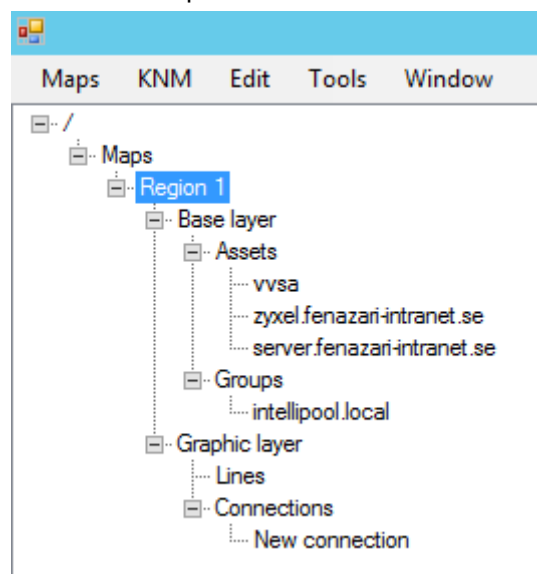 Maps KNM Edit Tools Window
/
Maps
Region 1
Base layer
Assets
vvsa
zyxel.fenazari-intranet.se
server.fenazari-intranet.se
Groups
intellipool.local
Graphic layer
Lines
Connections
New connection